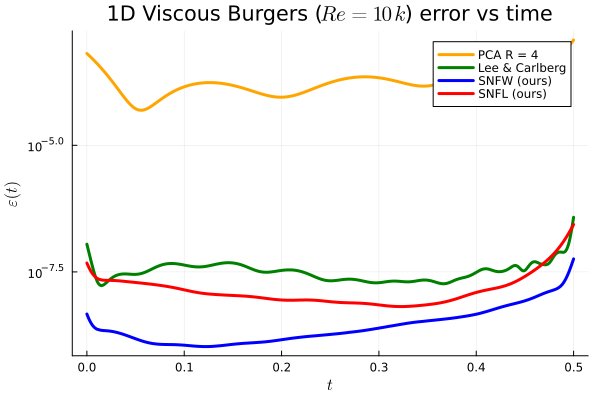 1D Viscous Burgers (Re = 10k) error vs time
PCA R = 4
Lee & Carlberg
SNFW (ours)
SNFL (ours)
10^−5.0
10^−7.5
ε(t)
0.0 0.1 0.2 0.3 0.4 0.5
t